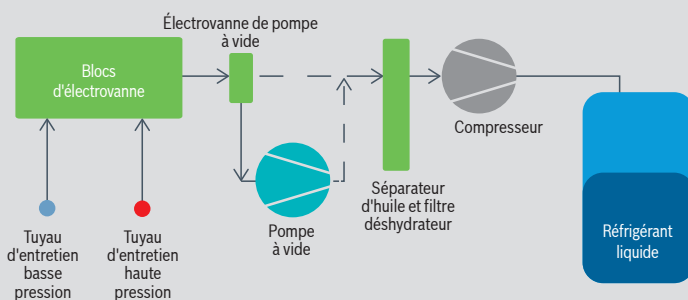 Électrovanne de pompe
à vide
Blocs
d'électrovanne
Compresseur
Séparateur
d'huile et filtre
déshydrateur
Pompe
à vide
Réfrigérant
liquide
Tuyau
d'entretien
basse
pression
Tuyau
d'entretien
haute
pression